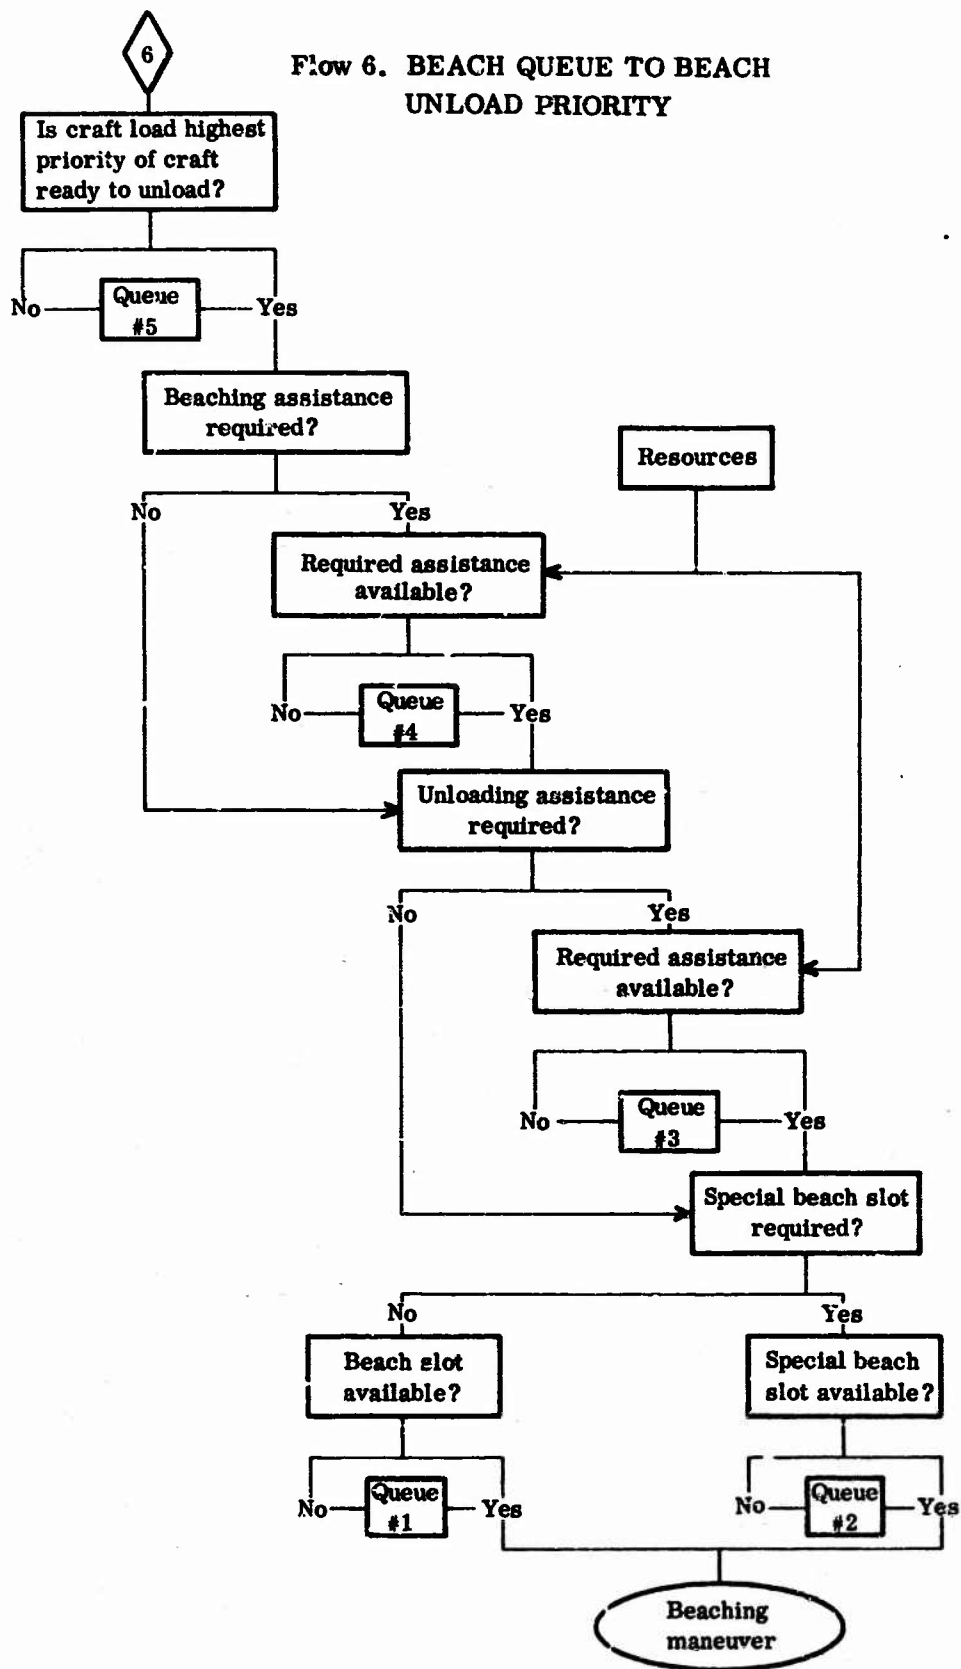 6
Flow 6. BEACH QUEUE TO BEACH
UNLOAD PRIORITY
Is craft load highest
priority of craft
ready to unload?
No
Queue
#5
Yes
Beaching assistance
required?
Resources
No
Yes
Required assistance
available?
No
Queue
#4
Yes
Unloading assistance
required?
No
Yes
Required assistance
available?
No
Queue
#3
Yes
Special beach slot
required?
No
Yes
Beach slot
available?
Special beach
slot available?
No
Queue
#1
Yes
No
Queue
#2
Yes
Beaching
maneuver